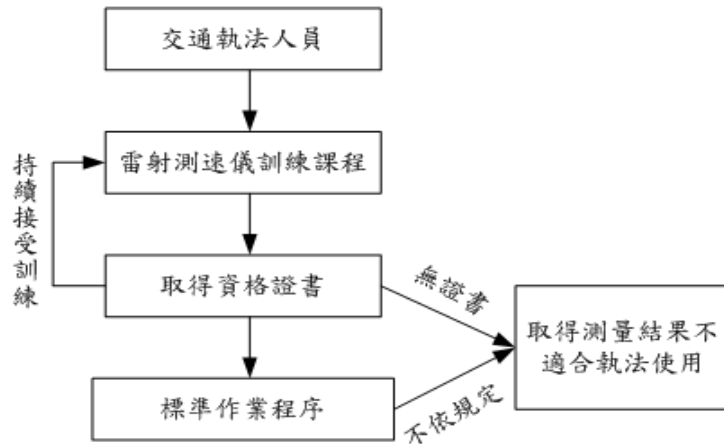 交通執法人員
雷射測速儀訓練課程
持續接受訓練
取得資格證書
無證書
取得測量結果不
適合執法使用
標準作業程序
不依規定